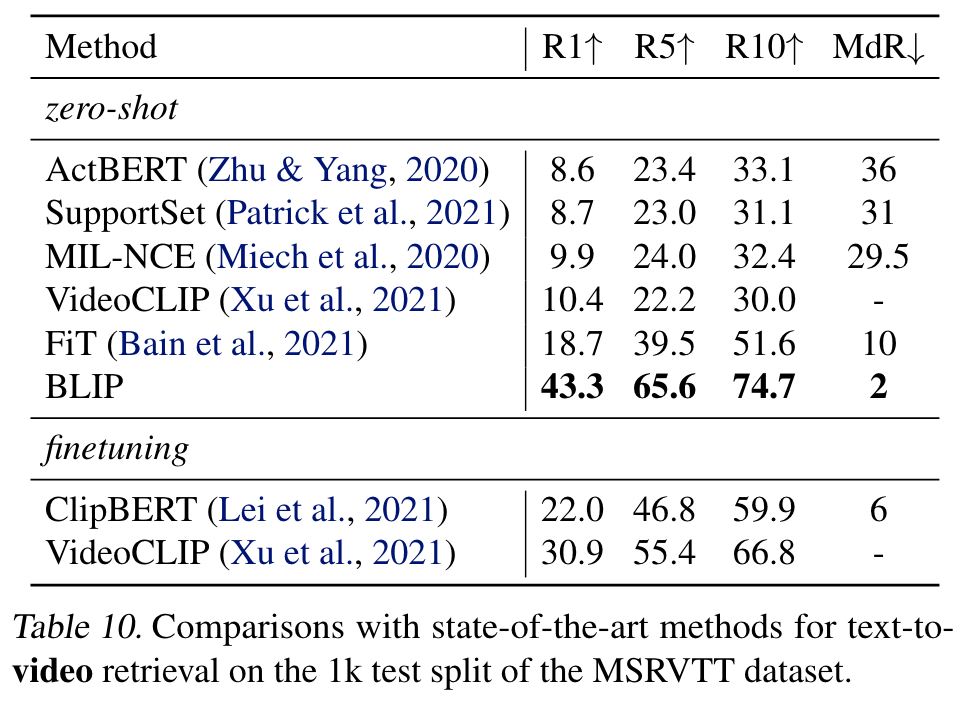 Method R1↑ R5↑ R10↑ MdR↓
zero-shot
ActBERT (Zhu & Yang, 2020) 8.6 23.4 33.1 36
SupportSet (Patrick et al., 2021) 8.7 23.0 31.1 31
MIL-NCE (Miech et al., 2020) 9.9 24.0 32.4 29.5
VideoCLIP (Xu et al., 2021) 10.4 22.2 30.0 -
FiT (Bain et al., 2021) 18.7 39.5 51.6 10
BLIP 43.3 65.6 74.7 2
finetuning
ClipBERT (Lei et al., 2021) 22.0 46.8 59.9 6
VideoCLIP (Xu et al., 2021) 30.9 55.4 66.8 -
Table 10. Comparisons with state-of-the-art methods for text-to-
video retrieval on the 1k test split of the MSRVTT dataset.